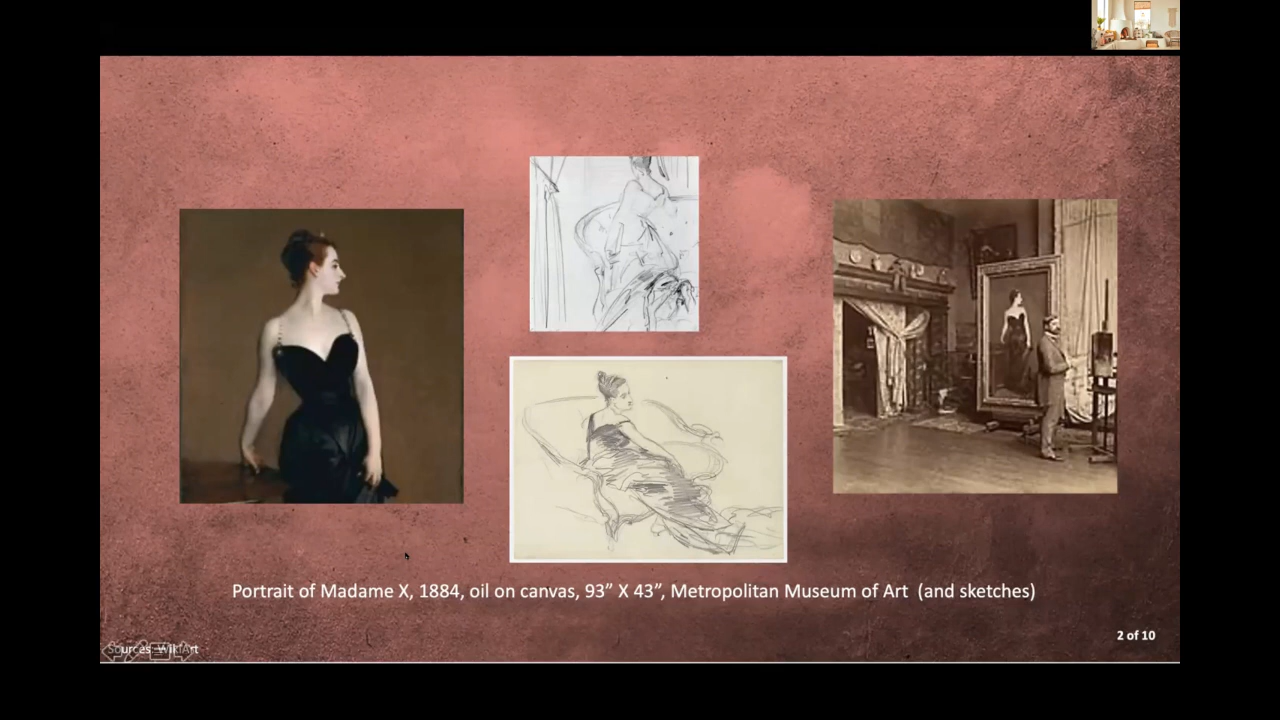 Portrait of Madame X, 1884, oil on canvas, 93” X 43”, Metropolitan Museum of Art (and sketches)
2 of 10
Sources: WikiArt